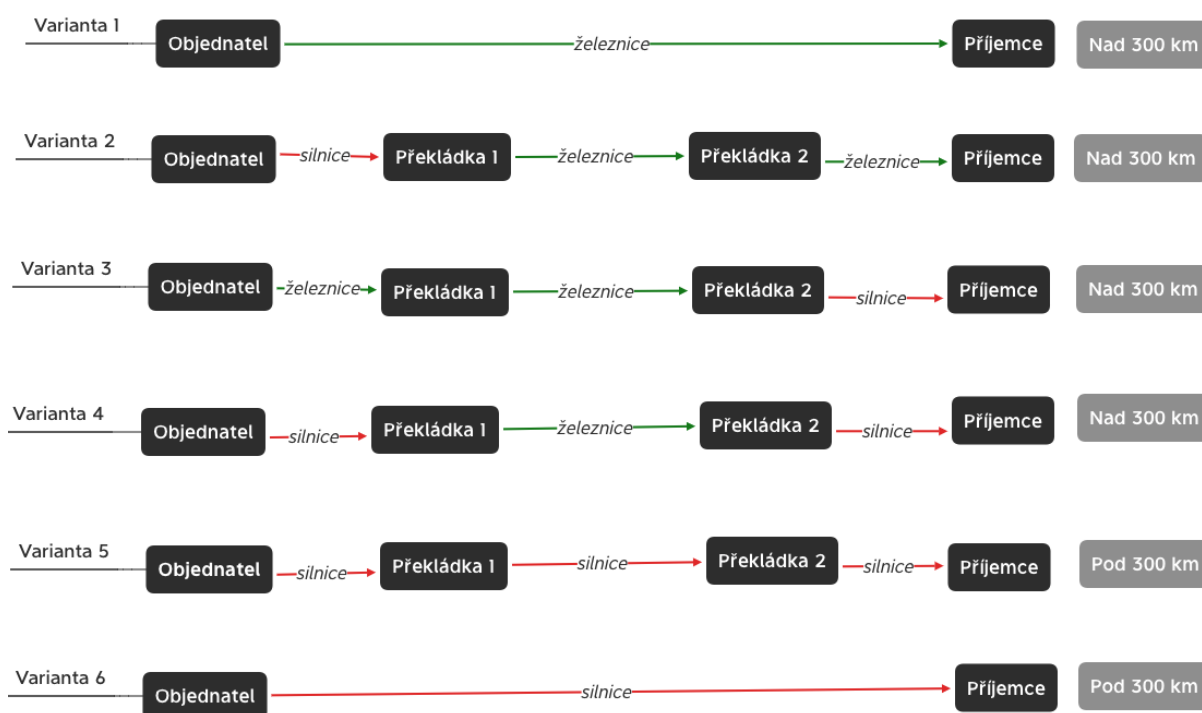 Varianta 1 Objednatel železnice Příjemce Nad 300 km
Varianta 2 Objednatel silnice Překládka 1 železnice Překládka 2 železnice Příjemce Nad 300 km
Varianta 3 Objednatel železnice Překládka 1 železnice Překládka 2 silnice Příjemce Nad 300 km
Varianta 4 Objednatel silnice Překládka 1 železnice Překládka 2 silnice Příjemce Nad 300 km
Varianta 5 Objednatel silnice Překládka 1 silnice Překládka 2 silnice Příjemce Pod 300 km
Varianta 6 Objednatel silnice Příjemce Pod 300 km